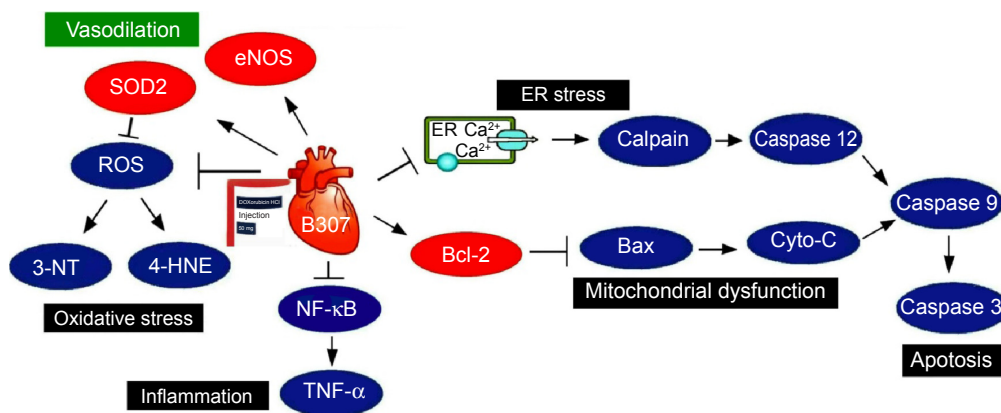 Vasodilation
eNOS
SOD2
ROS
3-NT
4-HNE
Oxidative stress
DOXorubicin HCl
Injection
50 mg
B307
NF-κB
TNF-α
Inflammation
ER stress
ER Ca²⁺
Ca²⁺
Calpain
Caspase 12
Bcl-2
Bax
Cyto-C
Mitochondrial dysfunction
Caspase 9
Caspase 3
Apotosis